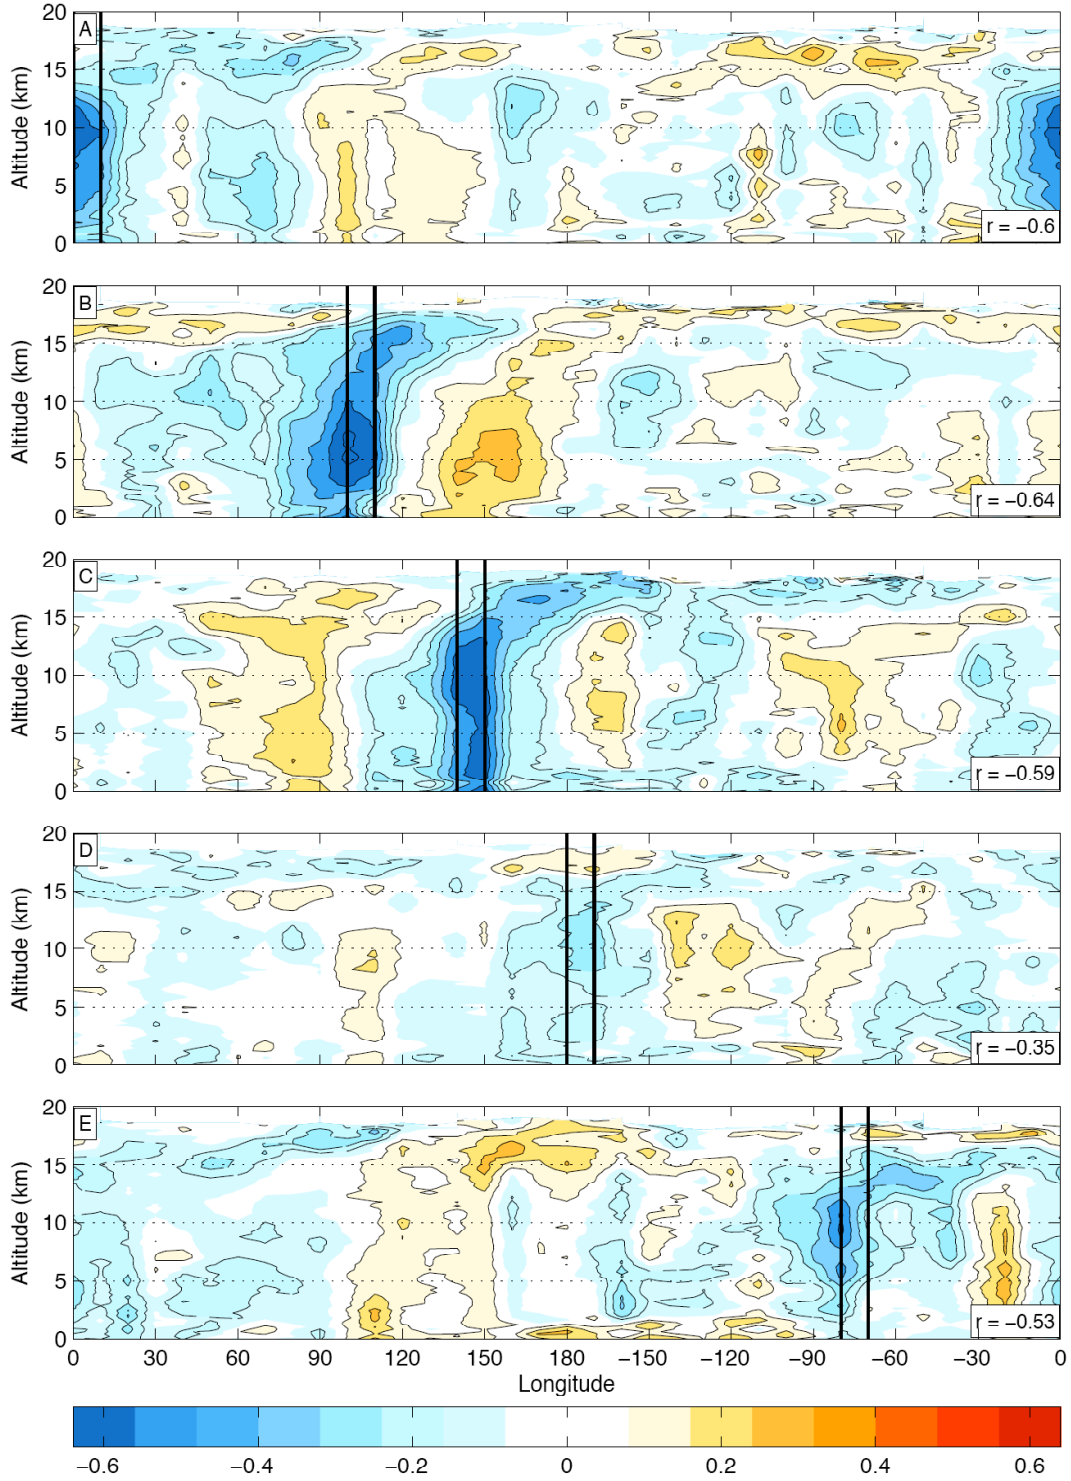 20
A
15
Altitude (km)
10
5
0
r = −0.6
20
B
15
Altitude (km)
10
5
0
r = −0.64
20
C
15
Altitude (km)
10
5
0
r = −0.59
20
D
15
Altitude (km)
10
5
0
r = −0.35
20
E
15
Altitude (km)
10
5
0
r = −0.53
0 30 60 90 120 150 180 −150 −120 −90 −60 −30 0
Longitude
−0.6 −0.4 −0.2 0 0.2 0.4 0.6